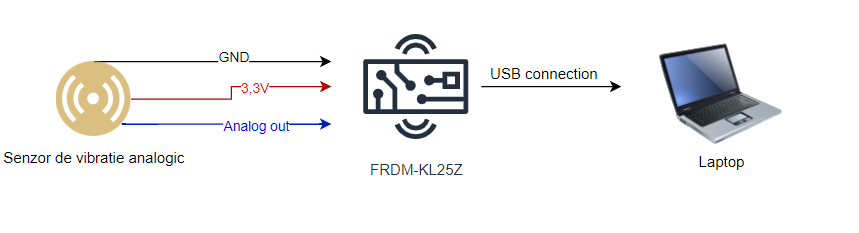 GND
3,3V
Analog out
Senzor de vibratie analogic
FRDM-KL25Z
USB connection
Laptop